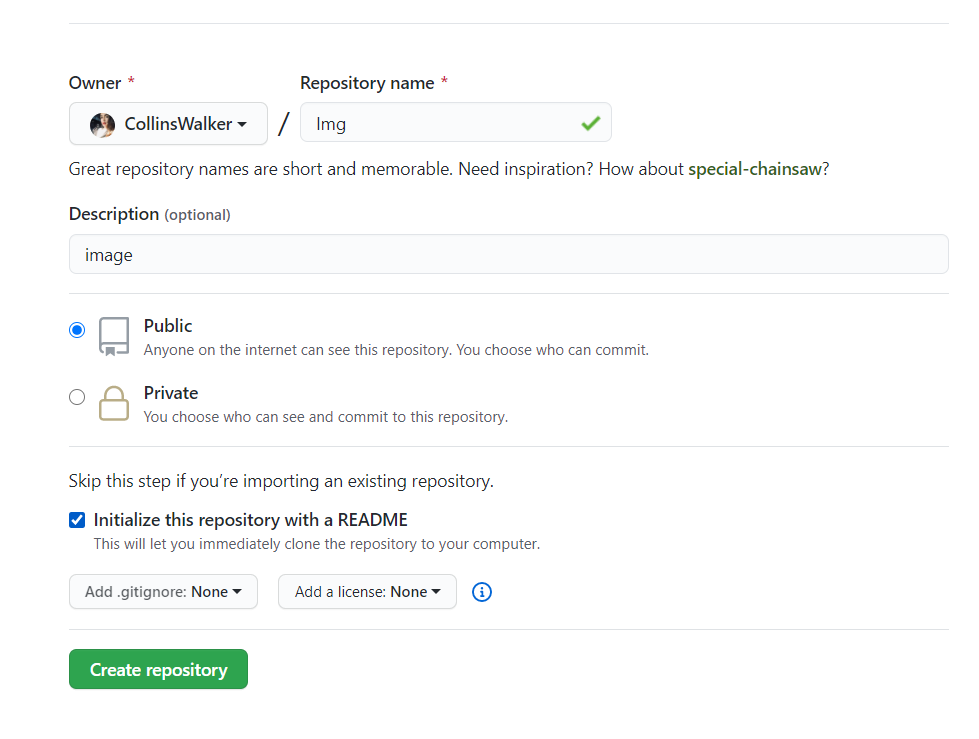 Owner * Repository name *
CollinsWalker / Img
Great repository names are short and memorable. Need inspiration? How about special-chainsaw?
Description (optional)
image
Public
Anyone on the internet can see this repository. You choose who can commit.
Private
You choose who can see and commit to this repository.
Skip this step if you’re importing an existing repository.
Initialize this repository with a README
This will let you immediately clone the repository to your computer.
Add .gitignore: None Add a license: None
Create repository